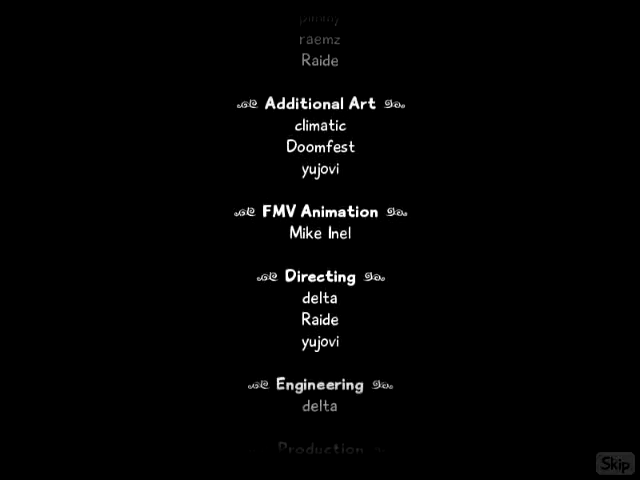 raemz
Raide
Additional Art
climatic
Doomfest
yujovi
FMV Animation
Mike Inel
Directing
delta
Raide
yujovi
Engineering
delta
Production
Skip